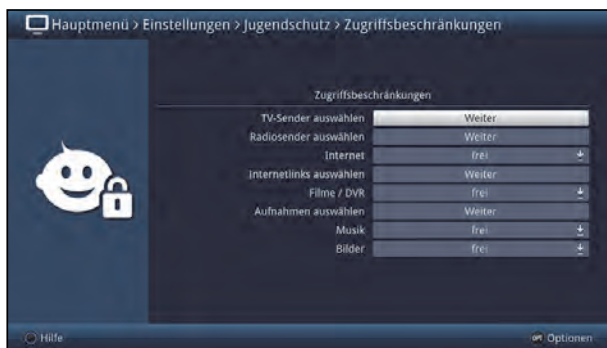 Hauptmenü > Einstellungen > Jugendschutz > Zugriffsbeschränkungen
Zugriffsbeschränkungen
TV-Sender auswählen Weiter
Radiosender auswählen Weiter
Internet frei
Internetlinks auswählen Weiter
Filme / DVR frei
Aufnahmen auswählen Weiter
Musik frei
Bilder frei
Hilfe OPT Optionen